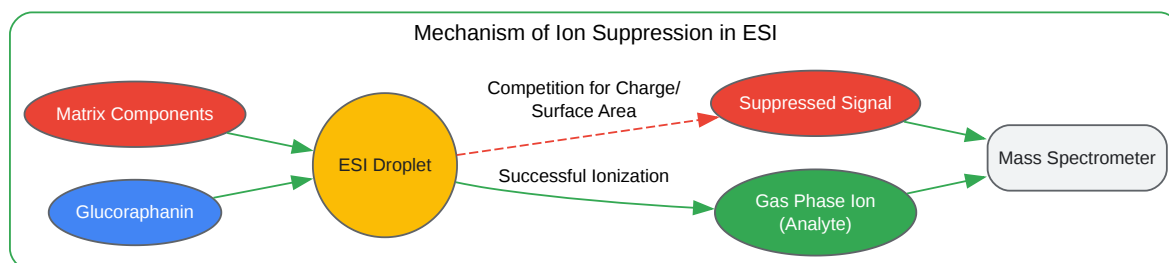 Mechanism of Ion Suppression in ESI
Matrix Components
Glucoraphanin
ESI Droplet
Competition for Charge/
Surface Area
Successful Ionization
Suppressed Signal
Gas Phase Ion
(Analyte)
Mass Spectrometer